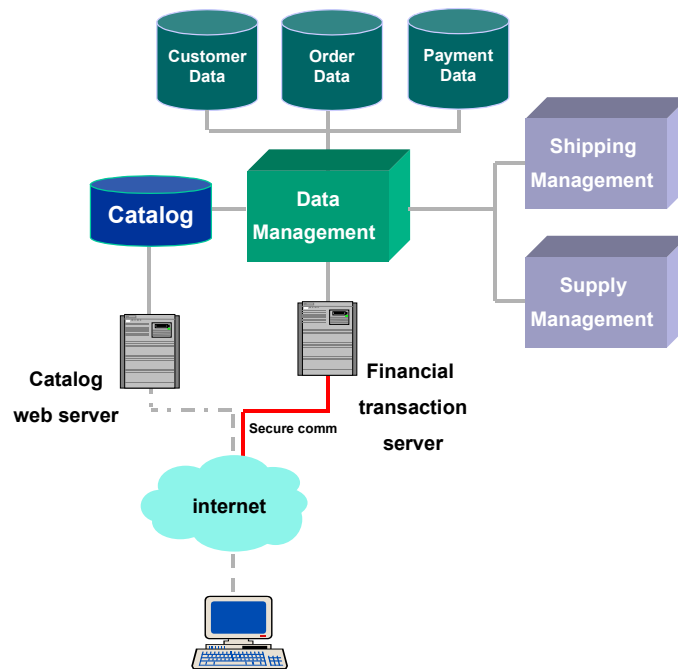 Customer
Data
Order
Data
Payment
Data
Shipping
Management
Catalog
Data
Management
Supply
Management
Catalog
web server
Financial
transaction
server
Secure comm
internet